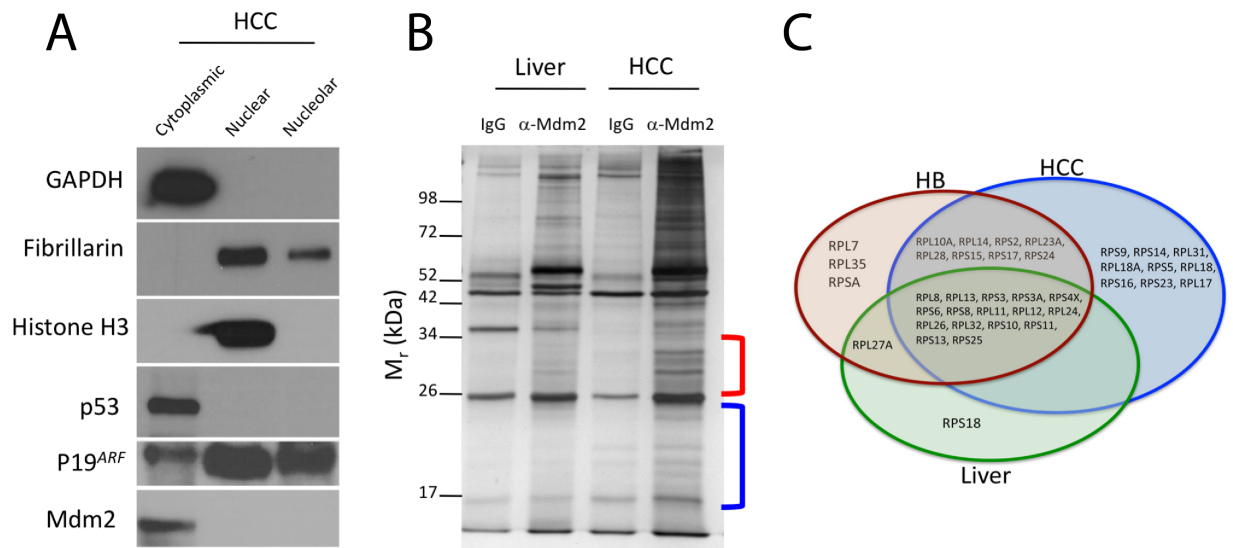 A
HCC
Cytoplasmic
Nuclear
Nucleolar
GAPDH
Fibrillarin
Histone H3
p53
P19ARF
Mdm2
B
Liver
HCC
IgG
α-Mdm2
IgG
α-Mdm2
Mr (kDa)
98
72
52
42
34
26
17
C
HB
HCC
RPL7
RPL35
RPSA
RPL10A, RPL14, RPS2, RPL23A,
RPL28, RPS15, RPS17, RPS24
RPS9, RPS14, RPL31,
RPL18A, RPS5, RPL18,
RPS16, RPS23, RPL17
RPL8, RPL13, RPS3, RPS3A, RPS4X,
RPS6, RPS8, RPL11, RPL12, RPL24,
RPL26, RPL32, RPS10, RPS11,
RPS13, RPS25
RPL27A
RPS18
Liver